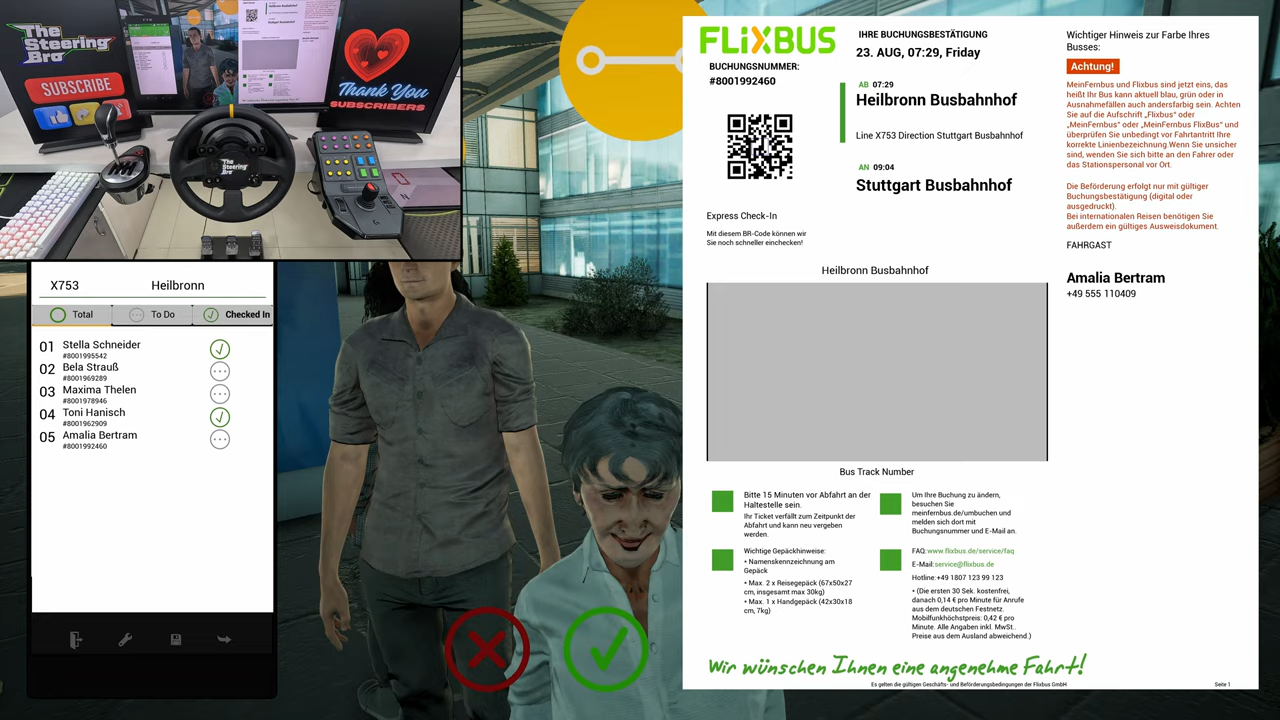 The
Steering
Bro
SUBSCRIBE
Thank You
SUBSCRIBERS
The
Steering
Bro
X753 Heilbronn
Total To Do Checked In
01 Stella Schneider
#8001995542
02 Bela Strauß
#8001969289
03 Maxima Thelen
#8001978946
04 Toni Hanisch
#8001962909
05 Amalia Bertram
#8001992460
FLiXBUS
BUCHUNGSNUMMER:
#8001992460
IHRE BUCHUNGSBESTÄTIGUNG
23. AUG, 07:29, Friday
AB 07:29
Heilbronn Busbahnhof
Line X753 Direction Stuttgart Busbahnhof
AN 09:04
Stuttgart Busbahnhof
Express Check-In
Mit diesem BR-Code können wir
Sie noch schneller einchecken!
Heilbronn Busbahnhof
Bus Track Number
Bitte 15 Minuten vor Abfahrt an der
Haltestelle sein.
Ihr Ticket verfällt zum Zeitpunkt der
Abfahrt und kann neu vergeben
werden.
Wichtige Gepäckhinweise:
• Namenskennzeichnung am
Gepäck
• Max. 2 x Reisegepäck (67x50x27
cm, insgesamt max 30kg)
• Max. 1 x Handgepäck (42x30x18
cm, 7kg)
Um Ihre Buchung zu ändern,
besuchen Sie
meinfernbus.de/umbuchen und
melden sich dort mit
Buchungsnummer und E-Mail an.
FAQ:www.flixbus.de/service/faq
E-Mail:service@flixbus.de
Hotline:+49 1807 123 99 123
• (Die ersten 30 Sek. kostenfrei,
danach 0,14 € pro Minute für Anrufe
aus dem deutschen Festnetz.
Mobilfunkhöchstpreis: 0,42 € pro
Minute. Alle Angaben inkl. MwSt..
Preise aus dem Ausland abweichend.)
Wir wünschen Ihnen eine angenehme Fahrt!
Es gelten die gültigen Geschäfts- und Beförderungsbedingungen der Flixbus GmbH
Seite 1
Wichtiger Hinweis zur Farbe Ihres
Busses:
Achtung!
MeinFernbus und Flixbus sind jetzt eins, das
heißt Ihr Bus kann aktuell blau, grün oder in
Ausnahmefällen auch andersfarbig sein. Achten
Sie auf die Aufschrift „Flixbus“ oder
„MeinFernbus“ oder „MeinFernbus FlixBus“ und
überprüfen Sie unbedingt vor Fahrtantritt Ihre
korrekte Linienbezeichnung.Wenn Sie unsicher
sind, wenden Sie sich bitte an den Fahrer oder
das Stationspersonal vor Ort.
Die Beförderung erfolgt nur mit gültiger
Buchungsbestätigung (digital oder
ausgedruckt).
Bei internationalen Reisen benötigen Sie
außerdem ein gültiges Ausweisdokument.
FAHRGAST
Amalia Bertram
+49 555 110409